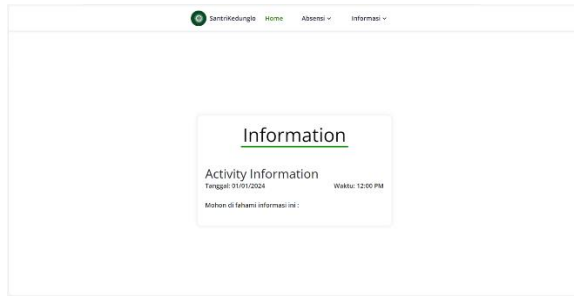 SantriKedunglo Home Absensi Informasi
Information
Activity Information
Tanggal: 01/01/2024 Waktu: 12:00 PM
Mohon di fahami informasi ini :